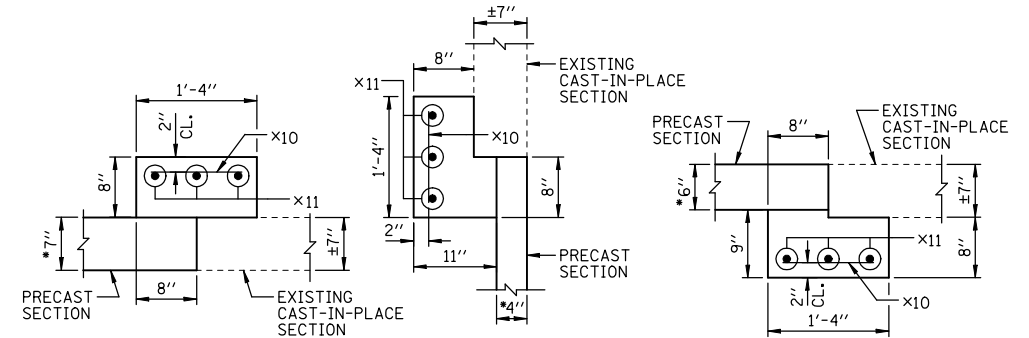 1'-4"
2"
CL.
×10
8"
×11
*7"
±7"
8"
PRECAST
SECTION
EXISTING
CAST-IN-PLACE
SECTION
±7"
8"
EXISTING
CAST-IN-PLACE
SECTION
×11
×10
1'-4"
8"
2"
11"
PRECAST
SECTION
*4"
PRECAST
SECTION
8"
EXISTING
CAST-IN-PLACE
SECTION
*6"
±7"
9"
×11
8"
2"
CL.
×10
1'-4"